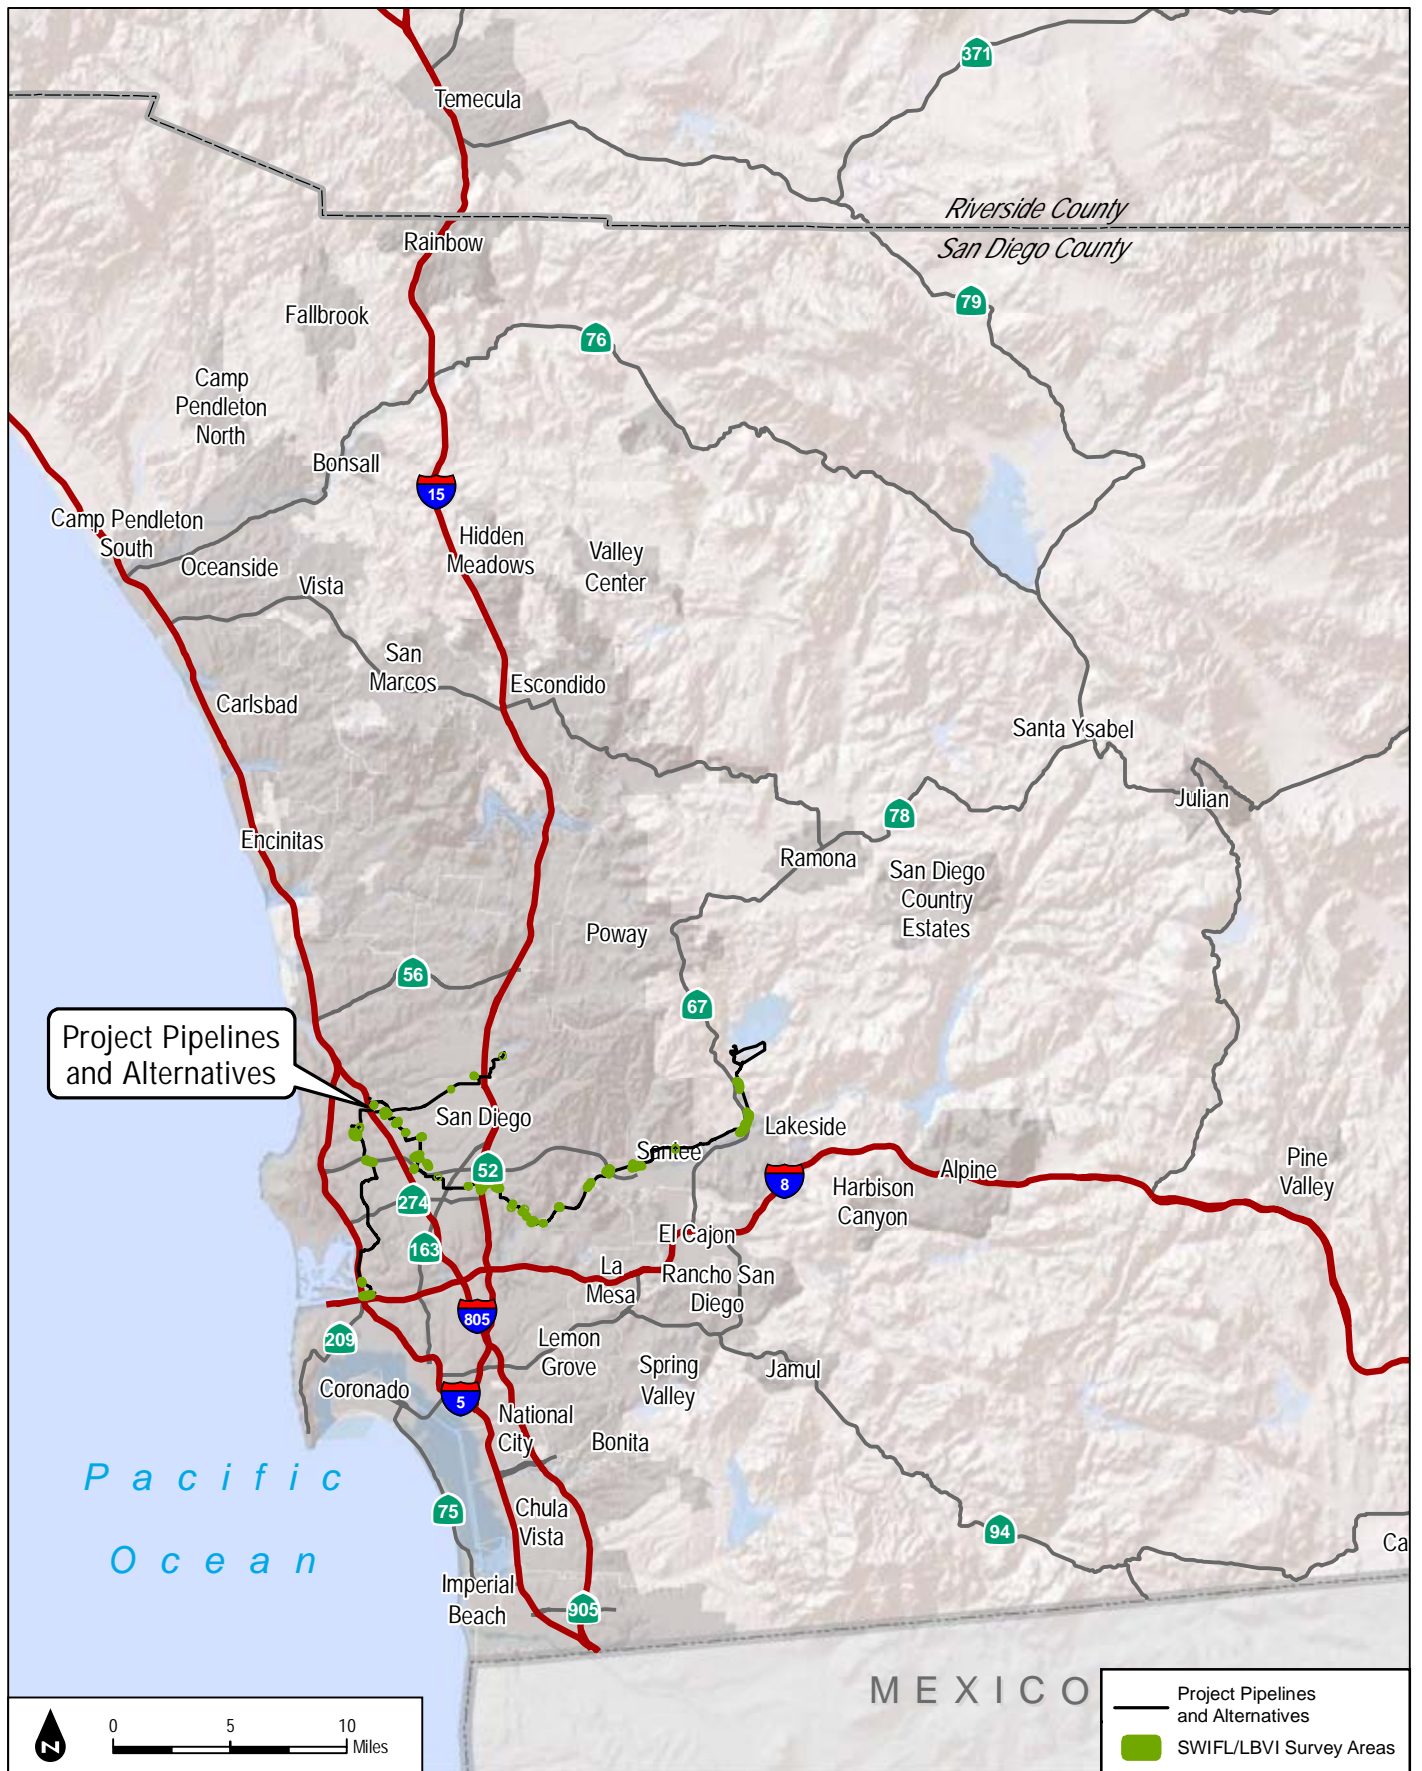 371
Temecula
Riverside County
San Diego County
Rainbow
79
Fallbrook
76
Camp
Pendleton
North
Bonsall
15
Camp Pendleton
South
Hidden
Meadows
Valley
Center
Oceanside
Vista
San
Marcos
Escondido
Carlsbad
Santa Ysabel
Julian
78
Encinitas
Ramona
San Diego
Country
Estates
Poway
56
67
Project Pipelines
and Alternatives
San Diego
Lakeside
Santee
52
8
Alpine
Pine
Valley
274
Harbison
Canyon
163
El Cajon
La
Mesa
Rancho San
Diego
805
209
Lemon
Grove
Spring
Valley
Jamul
Coronado
5
National
City
Bonita
Pacific
Ocean
75
Chula
Vista
94
Ca
Imperial
Beach
905
MEXICO
N
0 5 10
Miles
Project Pipelines
and Alternatives
SWIFL/LBVI Survey Areas